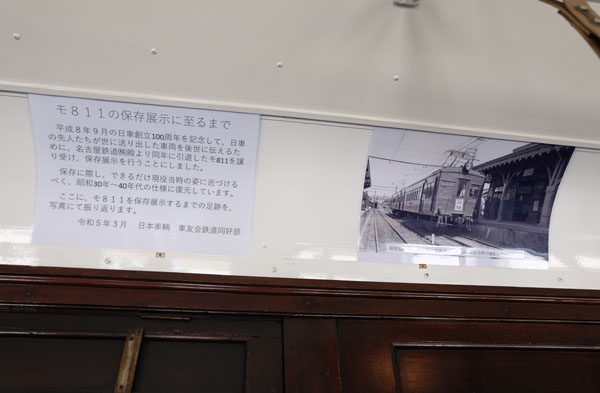 モ８１１の保存展示に至るまで
平成８年９月の日車創立100周年を記念して、日車
の先人たちが世に送り出した車両を後世に伝えるた
めに、名古屋鉄道㈱殿より同年に引退したモ811を譲
り受け、保存展示を行うことにしました。
保存に際し、できるだけ現役当時の姿に近づける
べく、昭和30年～40年代の仕様に復元しています。
ここに、モ８１１を保存展示するまでの足跡を、
写真にて振り返ります。
令和５年３月　日本車輌　車友会鉄道同好部